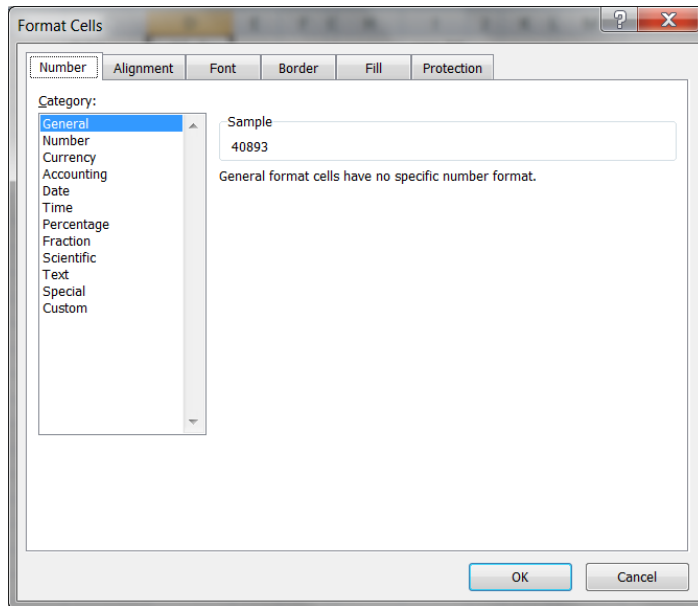 Format Cells
Number Alignment Font Border Fill Protection
Category:
General
Number
Currency
Accounting
Date
Time
Percentage
Fraction
Scientific
Text
Special
Custom
Sample
40893
General format cells have no specific number format.
OK Cancel